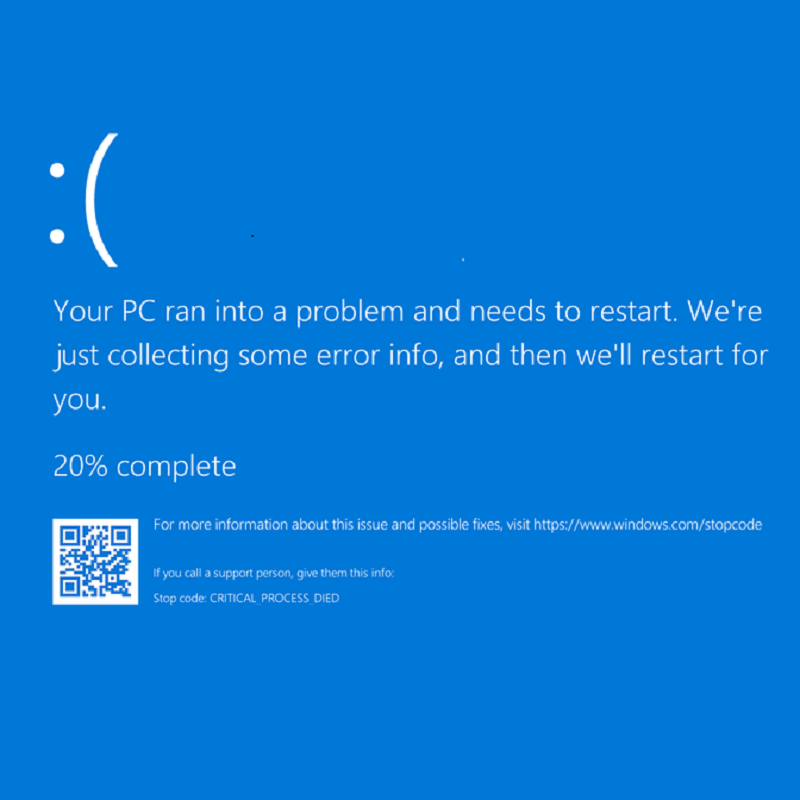 :(
Your PC ran into a problem and needs to restart. We're
just collecting some error info, and then we'll restart for
you.
20% complete
For more information about this issue and possible fixes, visit https://www.windows.com/stopcode
If you call a support person, give them this info:
Stop code: CRITICAL_PROCESS_DIED